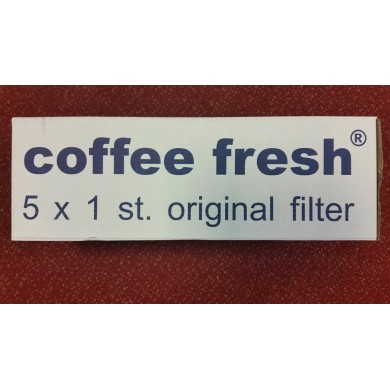 coffee fresh®
5 x 1 st. original filter